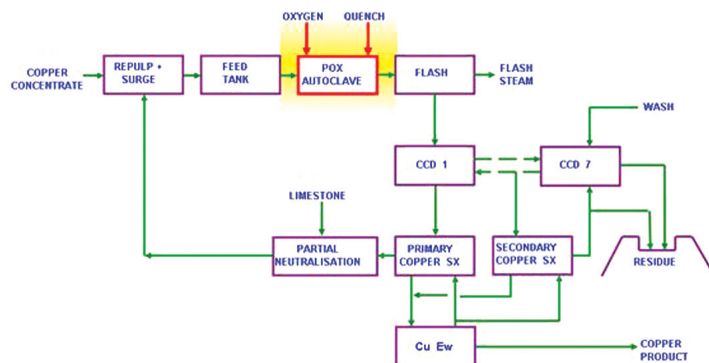 OXYGEN
QUENCH
COPPER
CONCENTRATE
REPULP +
SURGE
FEED
TANK
POX
AUTOCLAVE
FLASH
FLASH
STEAM
WASH
CCD 1
CCD 7
LIMESTONE
PARTIAL
NEUTRALISATION
PRIMARY
COPPER SX
SECONDARY
COPPER SX
RESIDUE
Cu Ew
COPPER
PRODUCT